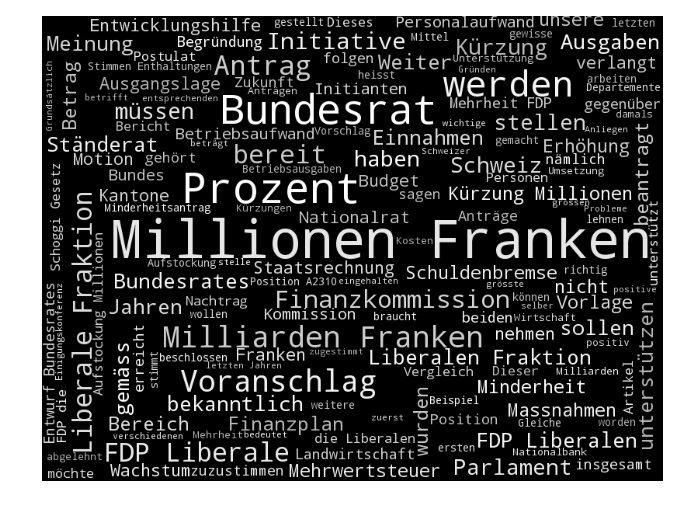 Entwicklungshilfe
gestellt
Dieses
Personalaufwand
unsere
letzten
Meinung
Begründung
Initiative
Mittel
gewisse
Kürzung
Ausgaben
Postulat
Stimmen
Enthaltungen
Antrag
folgen
Weiter
Unterstützung
Gründen
verlangt
Grundsätzlich
Betrag
Ausgangslage
Zukunft
Anträgen
heisst
Initianten
werden
arbeiten
Departemente
betrifft
entsprechenden
Bundesrat
Mehrheit FDP
gegenüber
müssen
Bericht
Betriebsaufwand
Vorschlag
Einnahmen
wichtige
stellen
gemacht
damals
Anliegen
Ständerat
beträgt
bereit
haben
Schweizer
Erhöhung
Motion
gehört
Betriebsausgaben
Schweiz
nämlich
Umsetzung
beantragt
Bundes
Prozent
Budget
Personen
Kantone
sagen
Kürzung Millionen
Minderheitsantrag
Kürzungen
Nationalrat
Anträge
grossen
Probleme
lehnen
unterstützt
Schoggi Gesetz
Millionen Franken
Kosten
Liberale Fraktion
Aufstockung
stelle
Staatsrechnung
Schuldenbremse
richtig
Bundesrates
Position A2310
eingehalten
grösste
nicht
positive
Aufstockung Millionen
Jahren
Nachtrag
Finanzkommission
können
selber
Vorlage
wollen
Kommission
braucht
beiden
Wirtschaft
Entwurf Bundesrates
FDP die
Einigungskonferenz
gemäss
erreicht
stimmt
Milliarden Franken
nehmen
sollen
positiv
unterstützen
beschlossen
Franken
zugestimmt
Liberalen Fraktion
letzten Jahren
Vergleich
Dieser
Milliarden
Artikel
Voranschlag
Minderheit
bekanntlich
weitere
wurden
Beispiel
Massnahmen
Bereich
Finanzplan
zuerst
Position
Gleiche
worden
verschiedenen
Mehrheit
bedeutet
die Liberalen
ersten
FDP Liberalen
abgelehnt
FDP Liberale
Landwirtschaft
Nationalbank
möchte
Wachstum
zuzustimmen
Mehrwertsteuer
Parlament
insgesamt